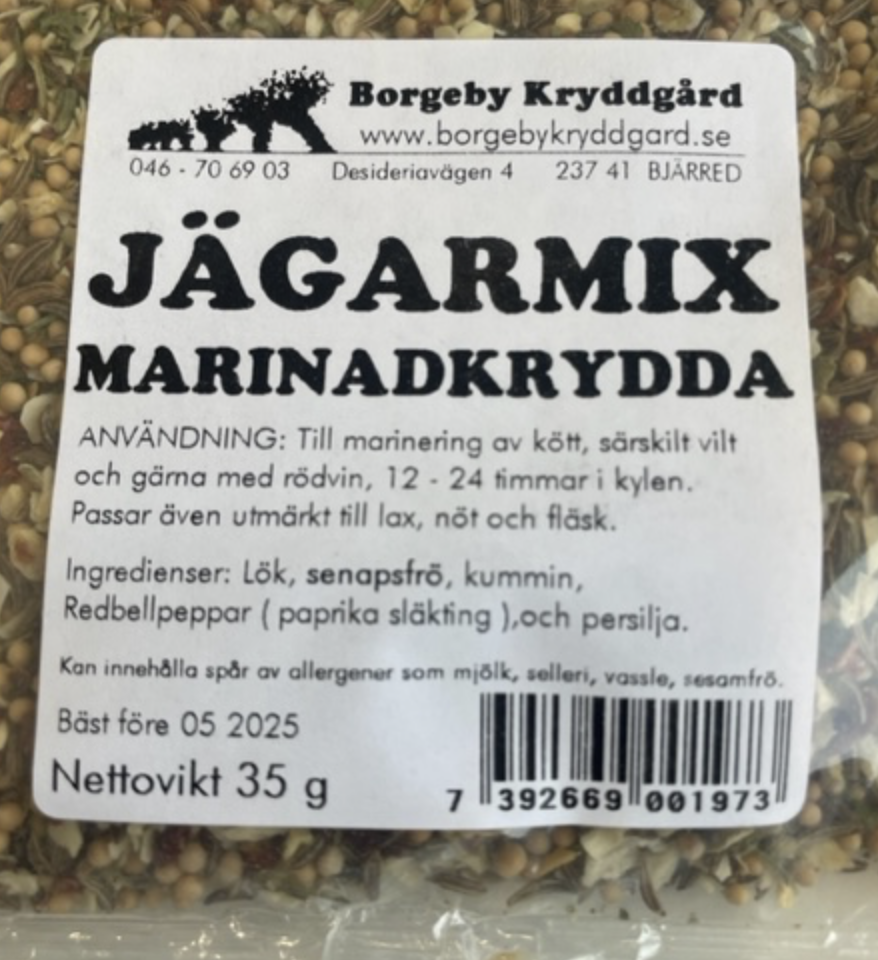 Borgeby Kryddgård
www.borgebykryddgard.se
046 - 70 69 03 Desideriavägen 4 237 41 BJÄRRED
JÄGARMIX
MARINADKRYDDA
ANVÄNDNING: Till marinering av kött, särskilt vilt
och gärna med rödvin, 12 - 24 timmar i kylen.
Passar även utmärkt till lax, nöt och fläsk.
Ingredienser: Lök, senapsfrö, kummin,
Redbellpeppar ( paprika släkting ),och persilja.
Kan innehålla spår av allergener som mjölk, selleri, vassle, sesamfrö.
Bäst före 05 2025
Nettovikt 35 g
7 392669 001973